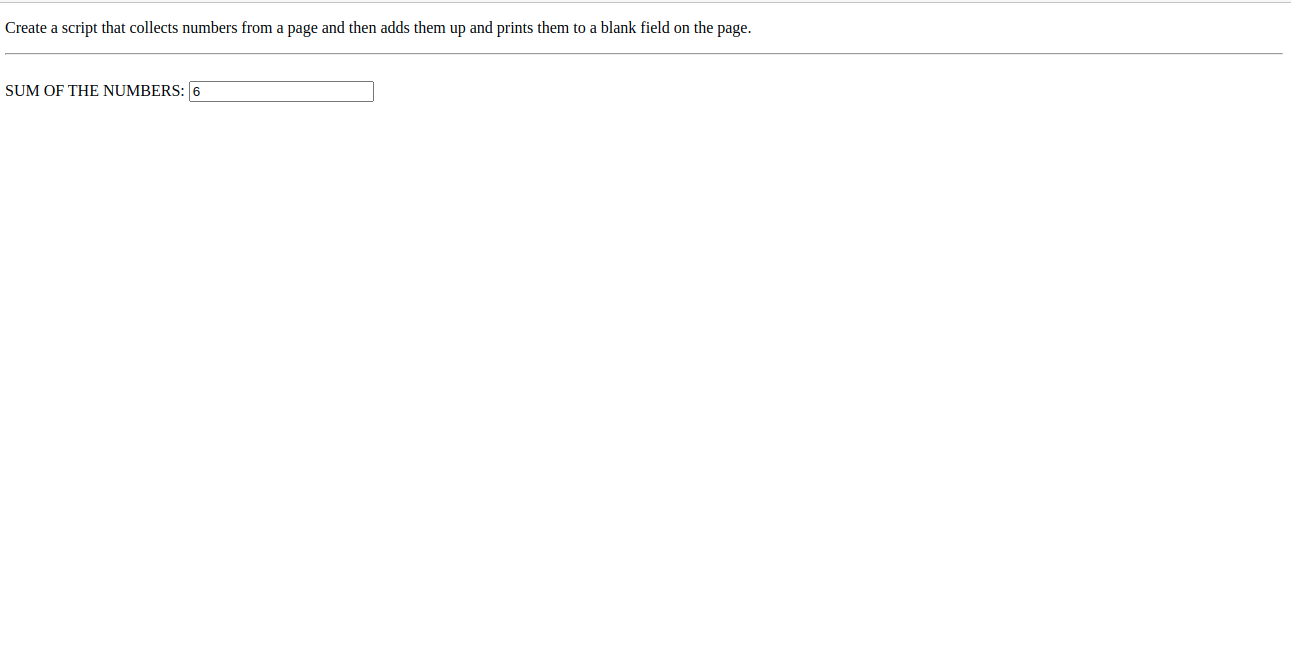 Create a script that collects numbers from a page and then adds them up and prints them to a blank field on the page.
SUM OF THE NUMBERS: 6